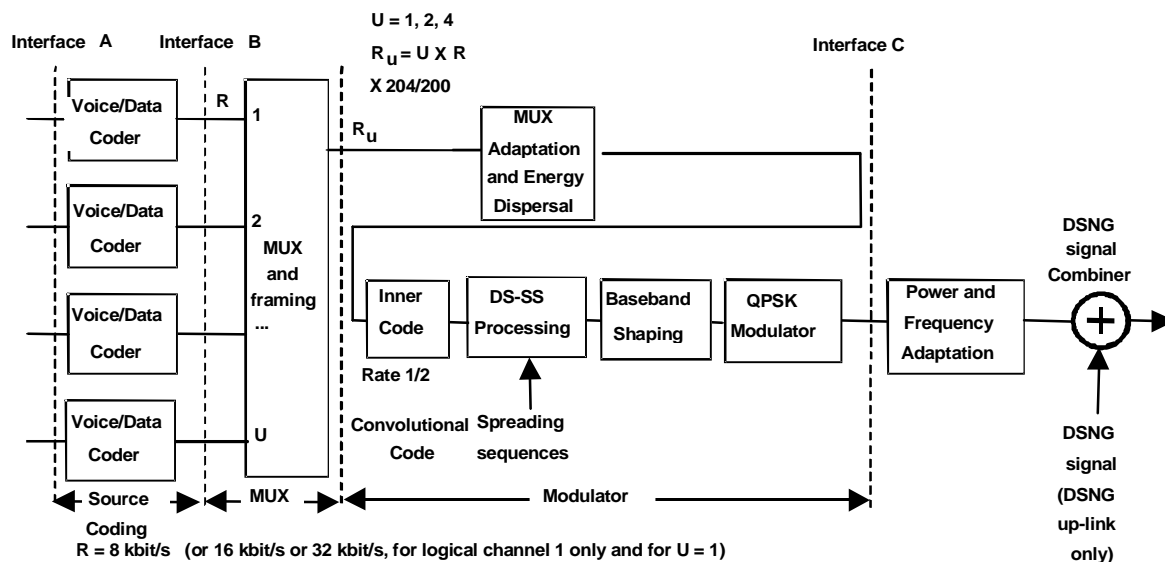 U = 1, 2, 4
Interface A
Interface B
Ru = U X R
Interface C
X 204/200
Voice/Data
Coder
R
1
Ru
MUX
Adaptation
and Energy
Dispersal
Voice/Data
Coder
2
MUX
and
framing
...
DSNG
signal
Combiner
Voice/Data
Coder
Inner
Code
DS-SS
Processing
Baseband
Shaping
QPSK
Modulator
Power and
Frequency
Adaptation
+
Rate 1/2
Voice/Data
Coder
U
Convolutional
Code
Spreading
sequences
DSNG
signal
(DSNG
up-link
only)
Source
Coding
MUX
Modulator
R = 8 kbit/s (or 16 kbit/s or 32 kbit/s, for logical channel 1 only and for U = 1)